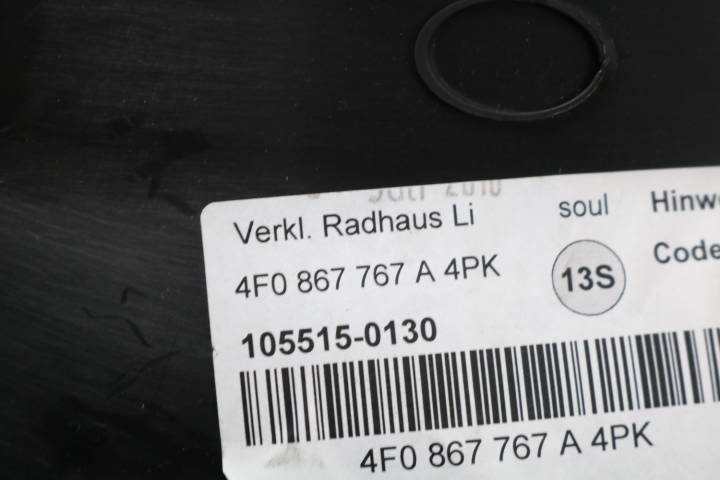 Verkl. Radhaus Li soul
4F0 867 767 A 4PK 13S
105515-0130
4F0 867 767 A 4PK